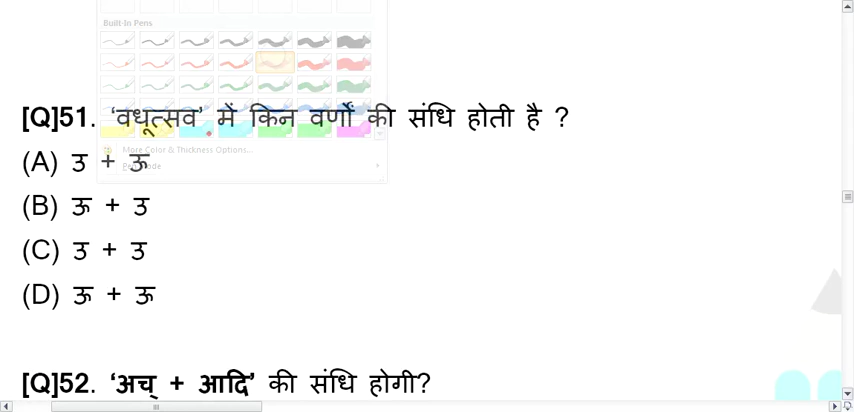 Built-In Pens
[Q]51. ‘वधूत्सव’ में किन वर्णों की संधि होती है ?
More Color & Thickness Options...
(A) उ + ऊ
(B) ऊ + उ
(C) उ + उ
(D) ऊ + ऊ
[Q]52. ‘अच् + आदि’ की संधि होगी?